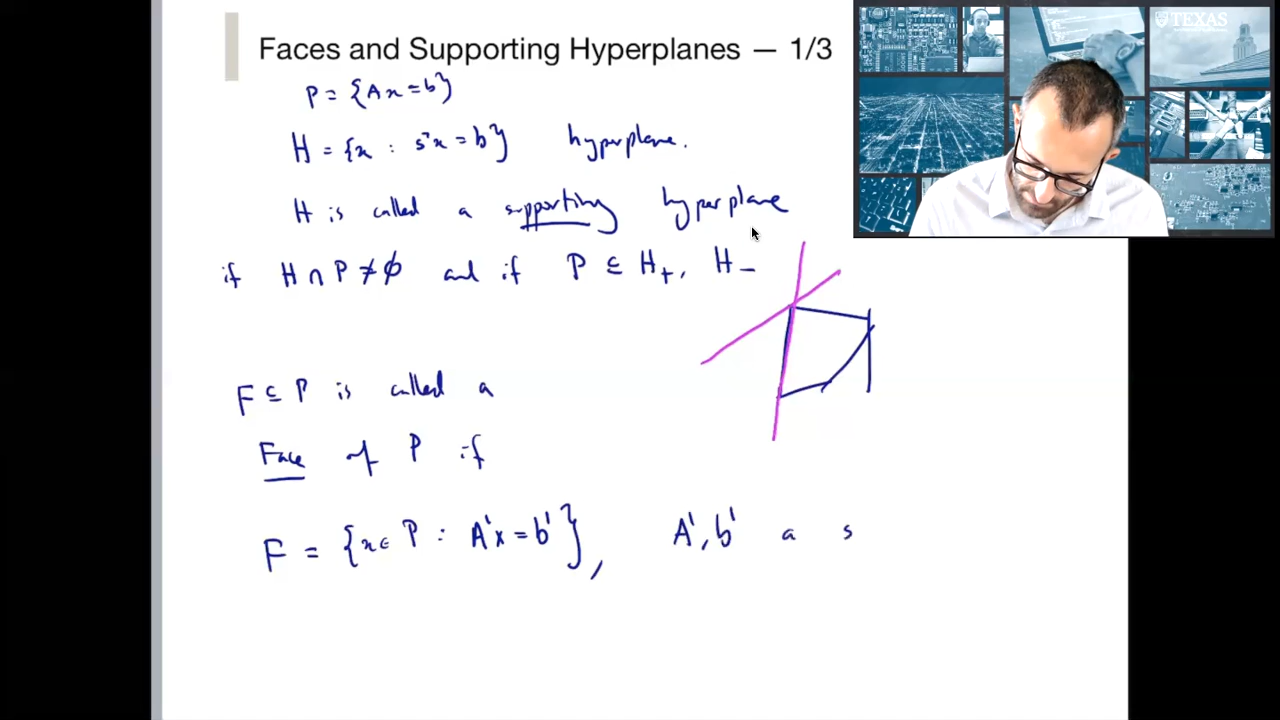 Faces and Supporting Hyperplanes — 1/3
TEXAS
P = {Ax = b}
H = {x : sᵀx = b} hyperplane.
H is called a supporting hyperplane
if H ∩ P ≠ ∅ and if P ⊆ H₊, H₋
F ⊆ P is called a
Face of P if
F = {x ∈ P : A'x = b'}, A', b' a s